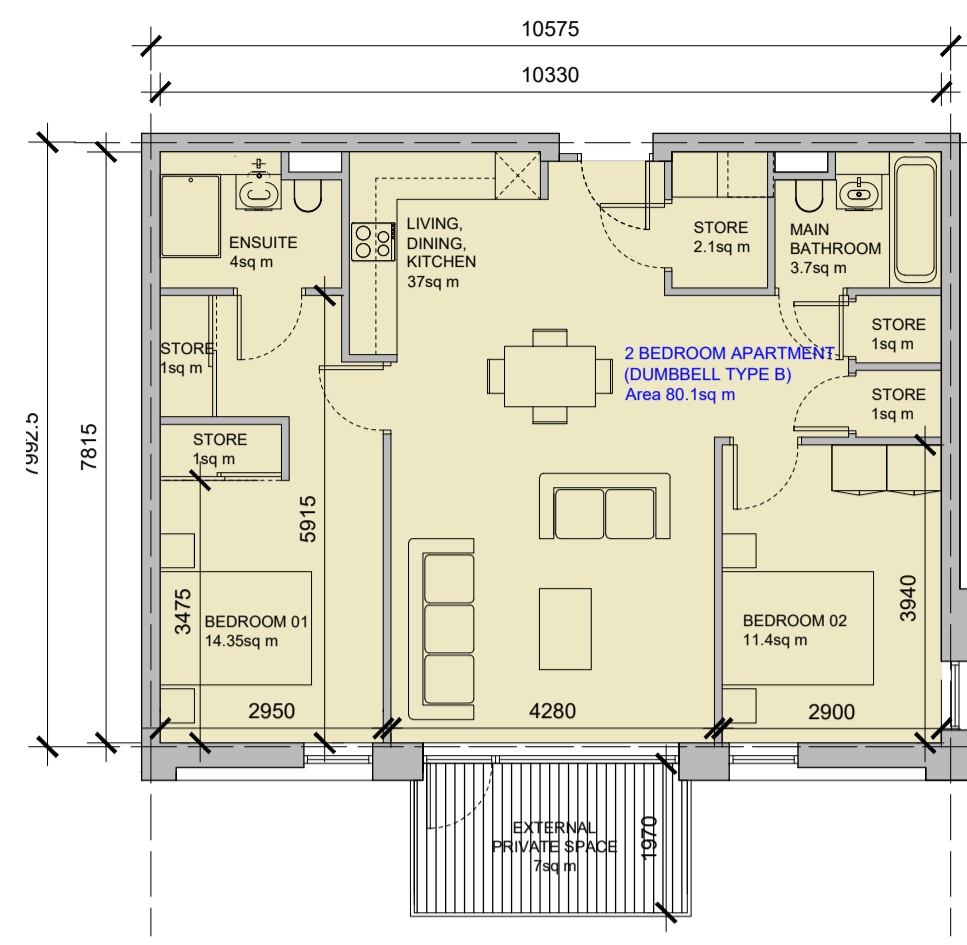 10575
10330
LIVING,
DINING,
KITCHEN
37sq m
ENSUITE
4sq m
STORE
2.1sq m
MAIN
BATHROOM
3.7sq m
STORE
1sq m
STORE
1sq m
2 BEDROOM APARTMENT
(DUMBBELL TYPE B)
Area 80.1sq m
STORE
1sq m
STORE
1sq m
7992.5
7815
5915
3475
3940
BEDROOM 01
14.35sq m
BEDROOM 02
11.4sq m
2950
4280
2900
EXTERNAL
PRIVATE SPACE
7sq m
1970